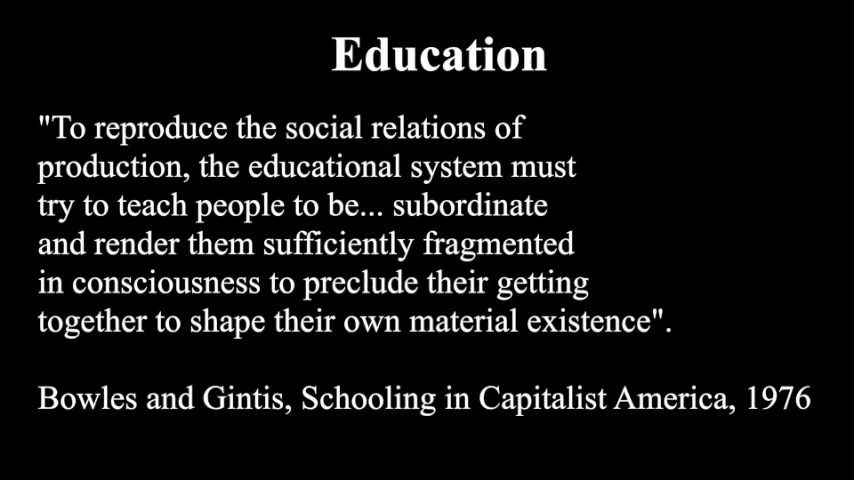 Education
"To reproduce the social relations of
production, the educational system must
try to teach people to be... subordinate
and render them sufficiently fragmented
in consciousness to preclude their getting
together to shape their own material existence".
Bowles and Gintis, Schooling in Capitalist America, 1976